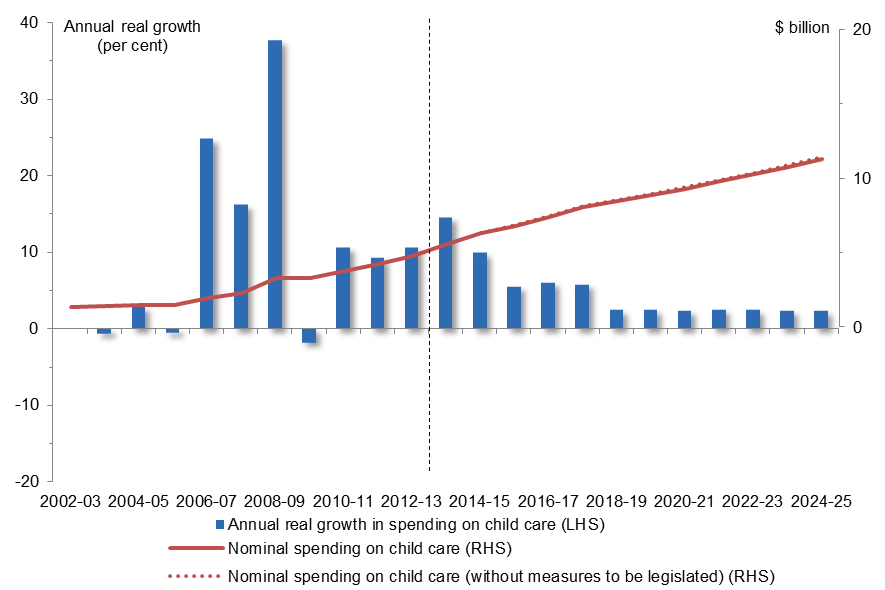 Annual real growth
(per cent)
$ billion
40
30
20
10
0
-10
-20
20
10
0
2002-03 2004-05 2006-07 2008-09 2010-11 2012-13 2014-15 2016-17 2018-19 2020-21 2022-23 2024-25
Annual real growth in spending on child care (LHS)
Nominal spending on child care (RHS)
Nominal spending on child care (without measures to be legislated) (RHS)